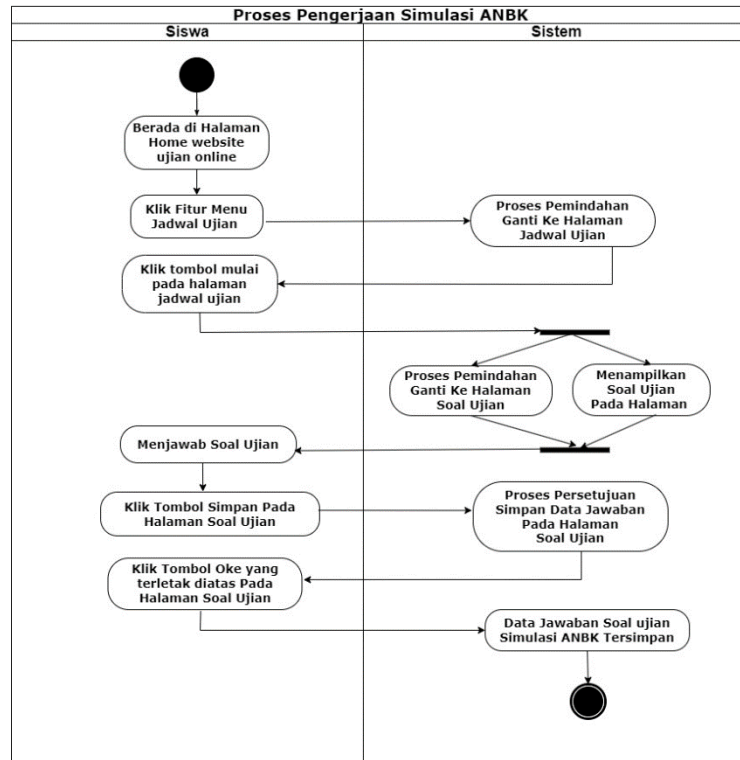 Proses Pengerjaan Simulasi ANBK
Siswa
Sistem
Berada di Halaman
Home website
ujian online
Klik Fitur Menu
Jadwal Ujian
Proses Pemindahan
Ganti Ke Halaman
Jadwal Ujian
Klik tombol mulai
pada halaman
jadwal ujian
Proses Pemindahan
Ganti Ke Halaman
Soal Ujian
Menampilkan
Soal Ujian
Pada Halaman
Menjawab Soal Ujian
Klik Tombol Simpan Pada
Halaman Soal Ujian
Proses Persetujuan
Simpan Data Jawaban
Pada Halaman
Soal Ujian
Klik Tombol Oke yang
terletak diatas Pada
Halaman Soal Ujian
Data Jawaban Soal ujian
Simulasi ANBK Tersimpan